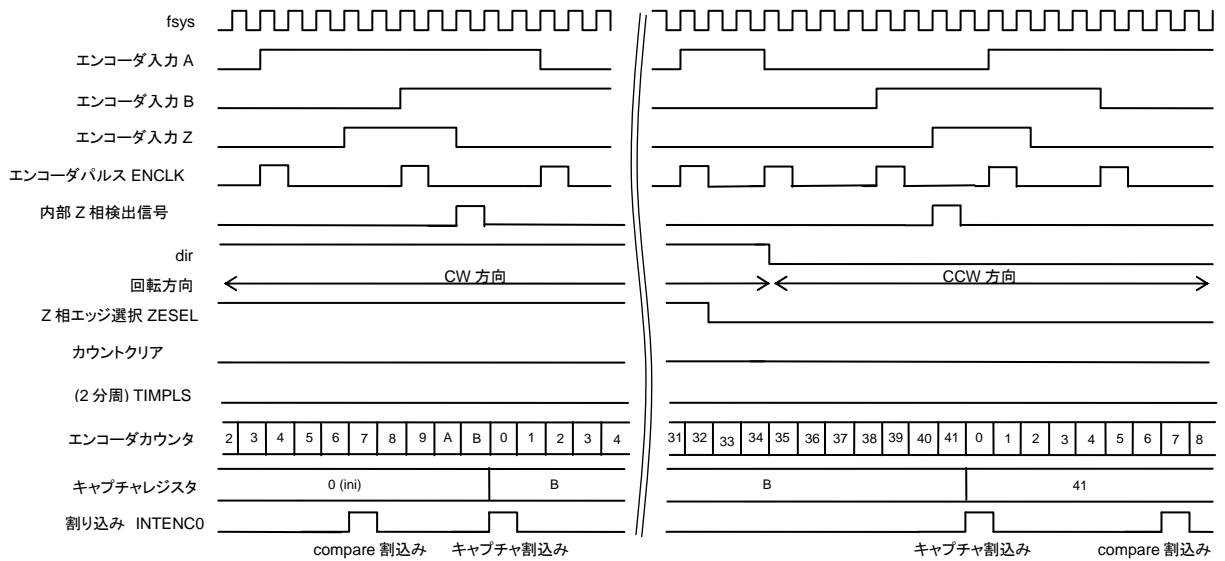 fsys
エンコーダ入力 A
エンコーダ入力 B
エンコーダ入力 Z
エンコーダパルス ENCLK
内部 Z 相検出信号
dir
回転方向 CW 方向 CCW 方向
Z 相エッジ選択 ZESEL
カウントクリア
(2 分周) TIMPLS
エンコーダカウンタ 2 3 4 5 6 7 8 9 A B 0 1 2 3 4 31 32 33 34 35 36 37 38 39 40 41 0 1 2 3 4 5 6 7 8
キャプチャレジスタ 0 (ini) B B 41
割り込み INTENC0
compare 割込み キャプチャ割込み キャプチャ割込み compare 割込み